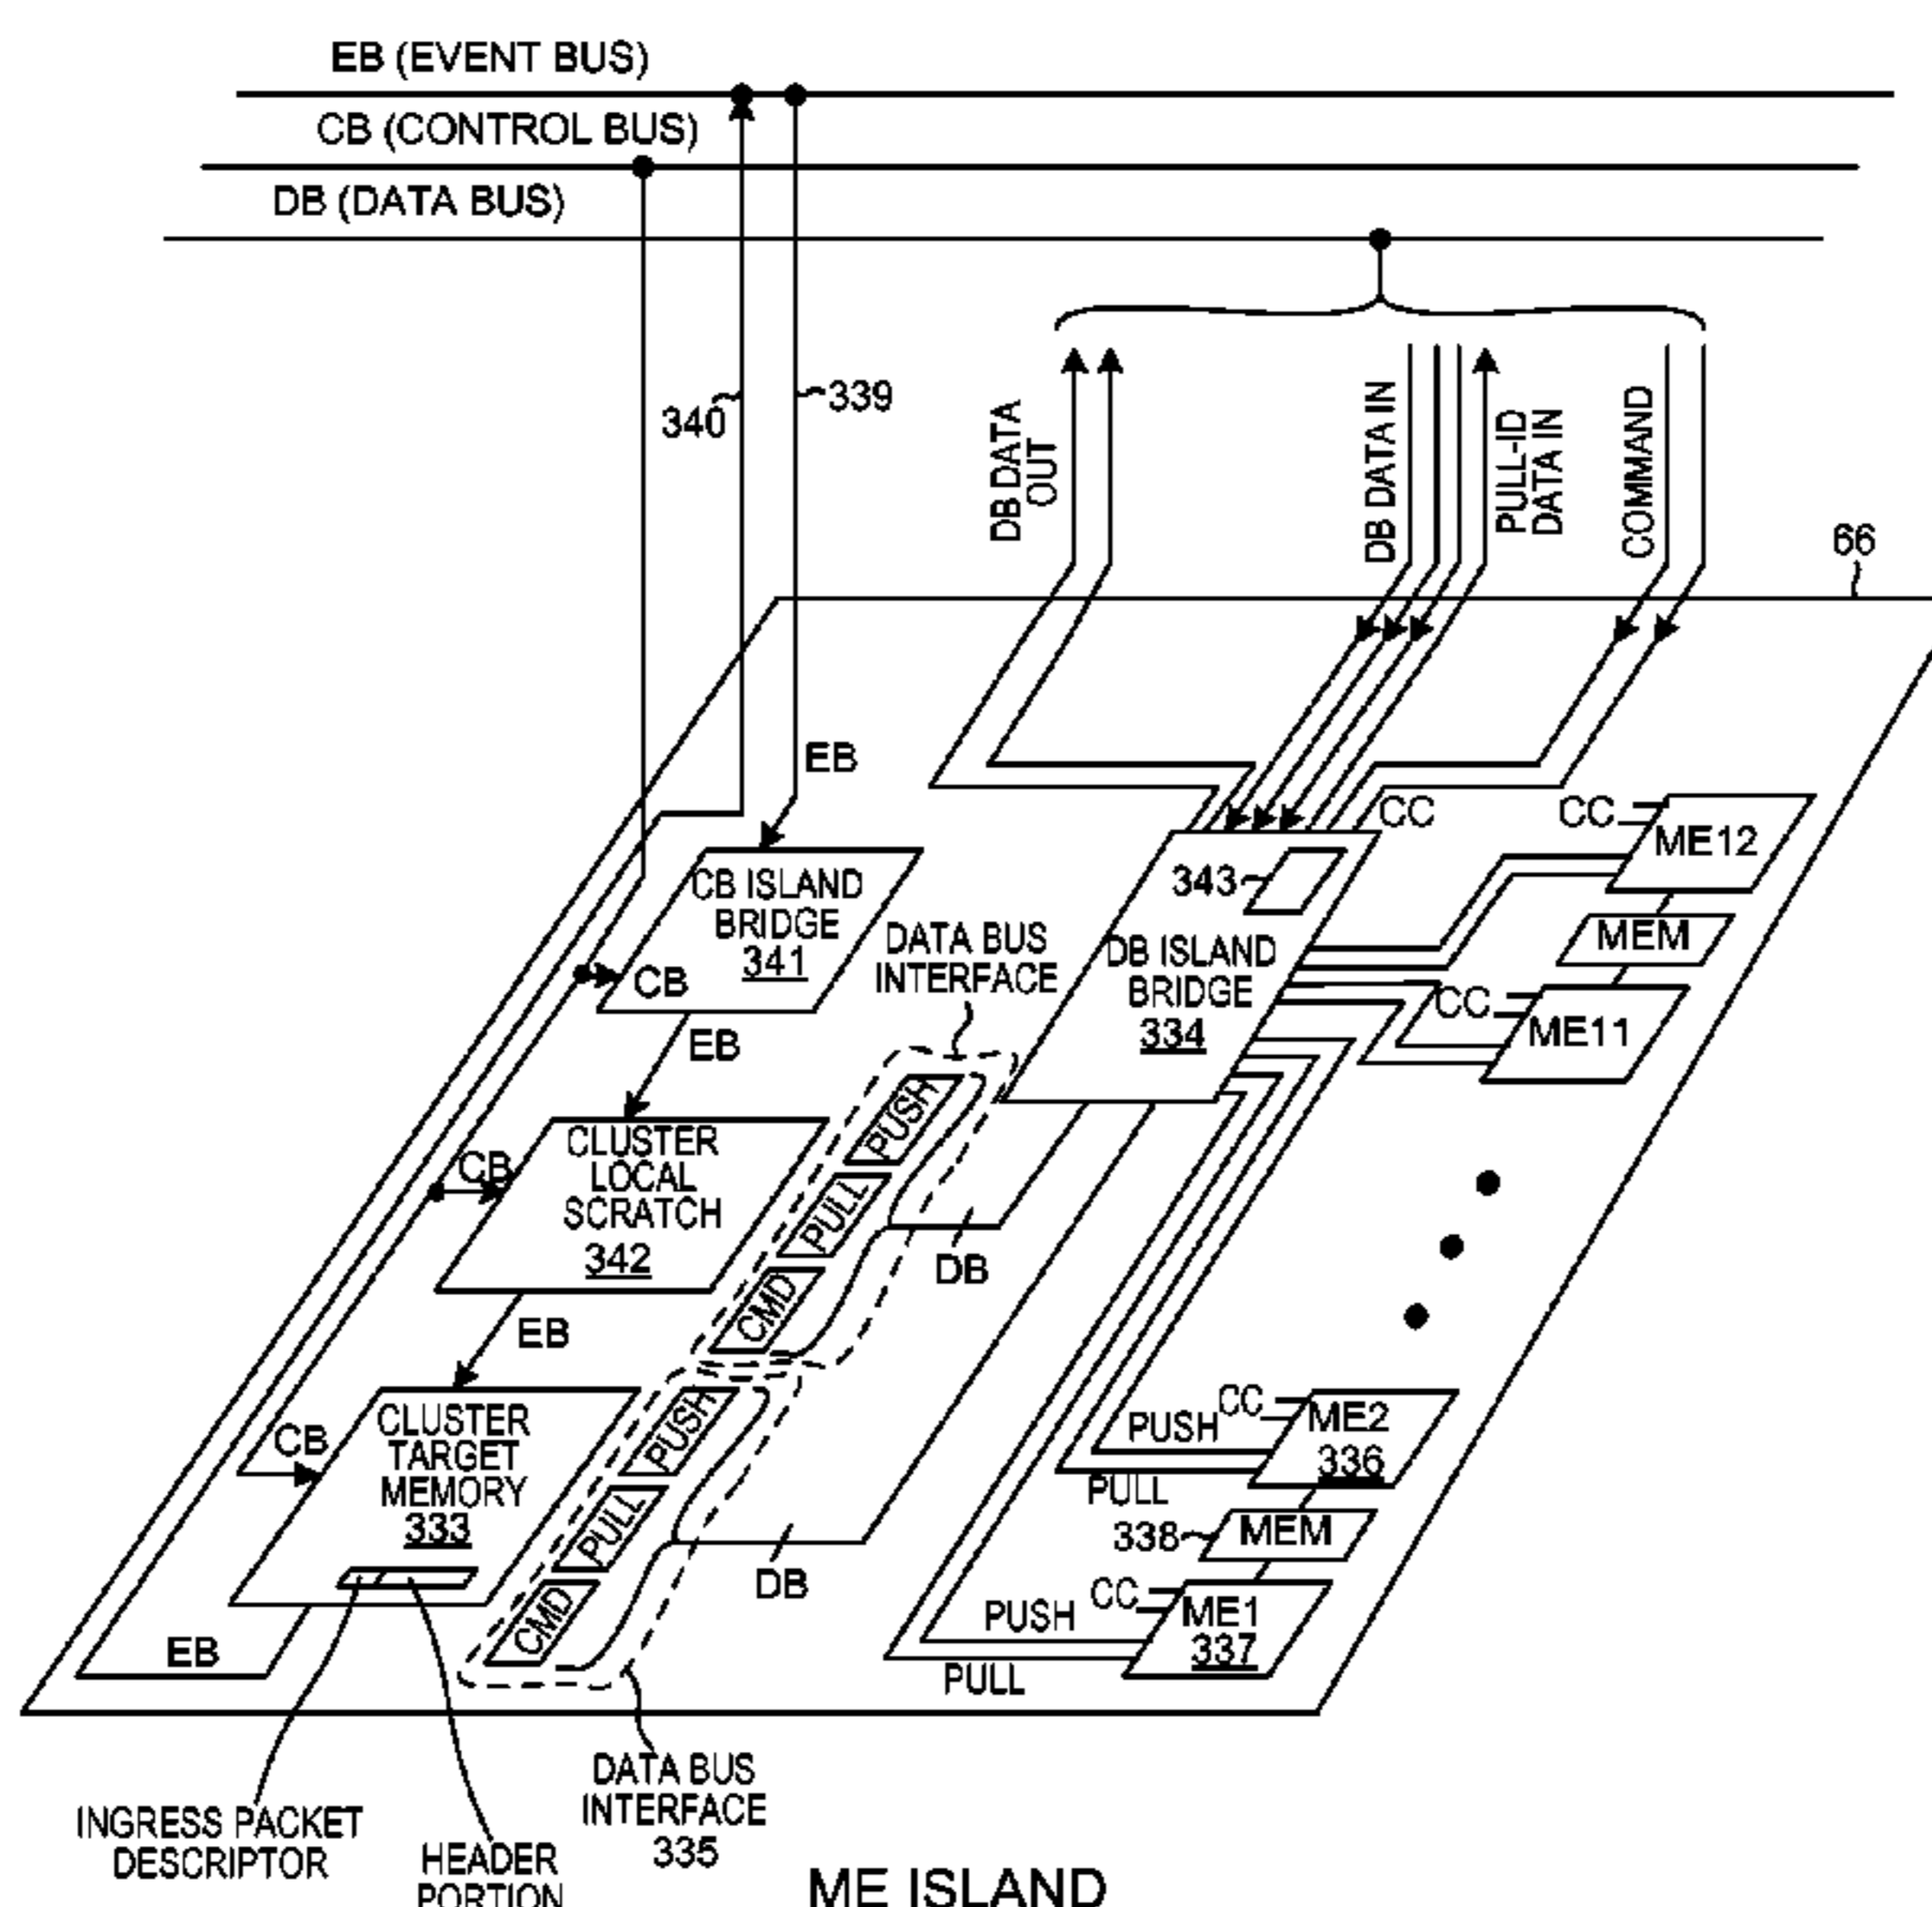 EB (EVENT BUS)
CB (CONTROL BUS)
DB (DATA BUS)
340
339
DB DATA
OUT
DB DATA IN
PULL-ID
DATA IN
COMMAND
66
EB
CB ISLAND
BRIDGE
341
CB
EB
DATA BUS
INTERFACE
343
DB ISLAND
BRIDGE
334
CC
CC
ME12
MEM
CC
ME11
CB
CLUSTER
LOCAL
SCRATCH
342
PUSH
PULL
CMD
DB
EB
CB
CLUSTER
TARGET
MEMORY
333
PUSH
PULL
CMD
DB
CC
ME2
336
PUSH
PULL
338
MEM
CC
ME1
337
PUSH
PULL
EB
INGRESS PACKET
DESCRIPTOR
HEADER
PORTION
DATA BUS
INTERFACE
335
ME ISLAND